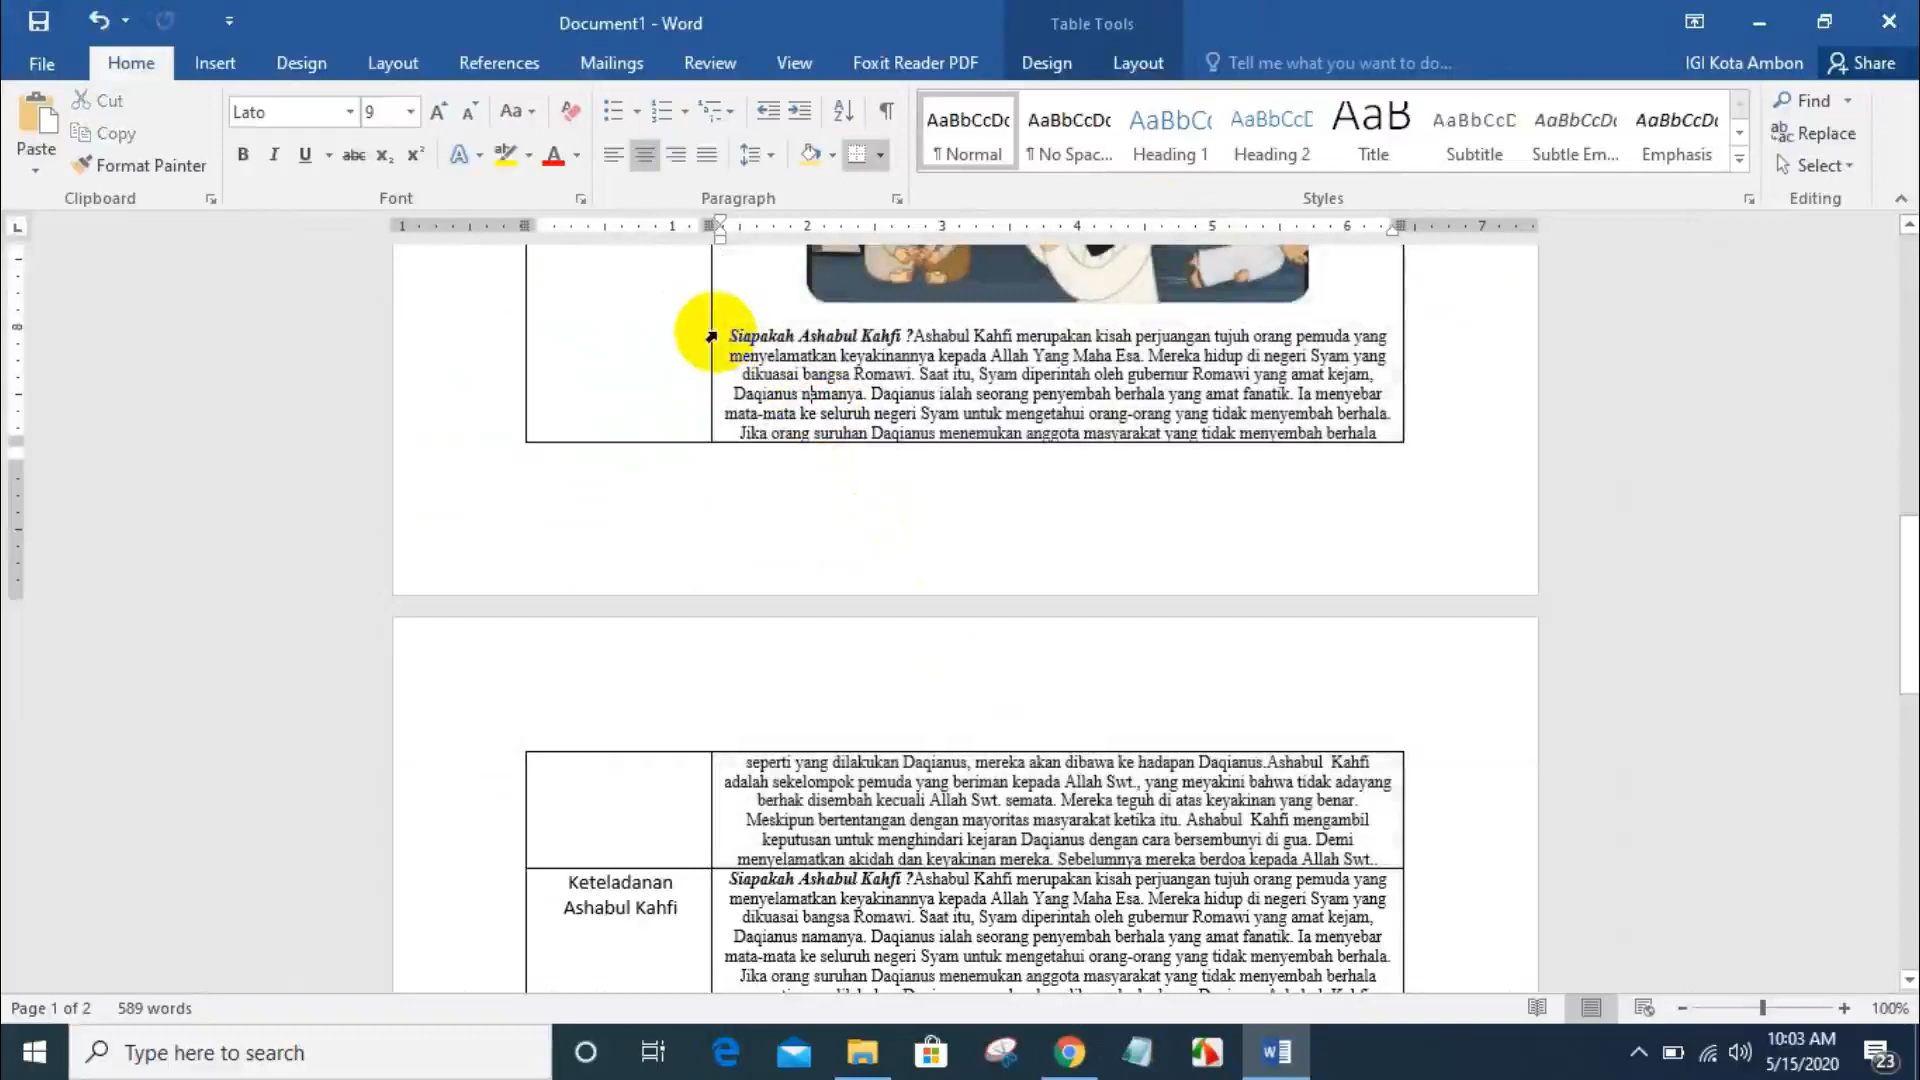 Document1 - Word
Table Tools
File
Home
Insert
Design
Layout
References
Mailings
Review
View
Foxit Reader PDF
Design
Layout
Tell me what you want to do...
IGI Kota Ambon
Share
Paste
Cut
Copy
Format Painter
Clipboard
Lato
9
Font
Paragraph
AaBbCcDc
¶ Normal
AaBbCcDc
¶ No Spac...
AaBbC(
Heading 1
AaBbCcE
Heading 2
AaB
Title
AaBbCcD
Subtitle
AaBbCcDc
Subtle Em...
AaBbCcDc
Emphasis
Styles
Find
Replace
Select
Editing
1 1 2 3 4 5 6 7
8
Siapakah Ashabul Kahfi ?Ashabul Kahfi merupakan kisah perjuangan tujuh orang pemuda yang
menyelamatkan keyakinannya kepada Allah Yang Maha Esa. Mereka hidup di negeri Syam yang
dikuasai bangsa Romawi. Saat itu, Syam diperintah oleh gubernur Romawi yang amat kejam,
Daqianus namanya. Daqianus ialah seorang penyembah berhala yang amat fanatik. Ia menyebar
mata-mata ke seluruh negeri Syam untuk mengetahui orang-orang yang tidak menyembah berhala.
Jika orang suruhan Daqianus menemukan anggota masyarakat yang tidak menyembah berhala
seperti yang dilakukan Daqianus, mereka akan dibawa ke hadapan Daqianus.Ashabul Kahfi
adalah sekelompok pemuda yang beriman kepada Allah Swt., yang meyakini bahwa tidak adayang
berhak disembah kecuali Allah Swt. semata. Mereka teguh di atas keyakinan yang benar.
Meskipun bertentangan dengan mayoritas masyarakat ketika itu. Ashabul Kahfi mengambil
keputusan untuk menghindari kejaran Daqianus dengan cara bersembunyi di gua. Demi
menyelamatkan akidah dan keyakinan mereka. Sebelumnya mereka berdoa kepada Allah Swt..
Keteladanan
Ashabul Kahfi
Siapakah Ashabul Kahfi ?Ashabul Kahfi merupakan kisah perjuangan tujuh orang pemuda yang
menyelamatkan keyakinannya kepada Allah Yang Maha Esa. Mereka hidup di negeri Syam yang
dikuasai bangsa Romawi. Saat itu, Syam diperintah oleh gubernur Romawi yang amat kejam,
Daqianus namanya. Daqianus ialah seorang penyembah berhala yang amat fanatik. Ia menyebar
mata-mata ke seluruh negeri Syam untuk mengetahui orang-orang yang tidak menyembah berhala.
Jika orang suruhan Daqianus menemukan anggota masyarakat yang tidak menyembah berhala
Page 1 of 2
589 words
100%
Type here to search
10:03 AM
5/15/2020
23